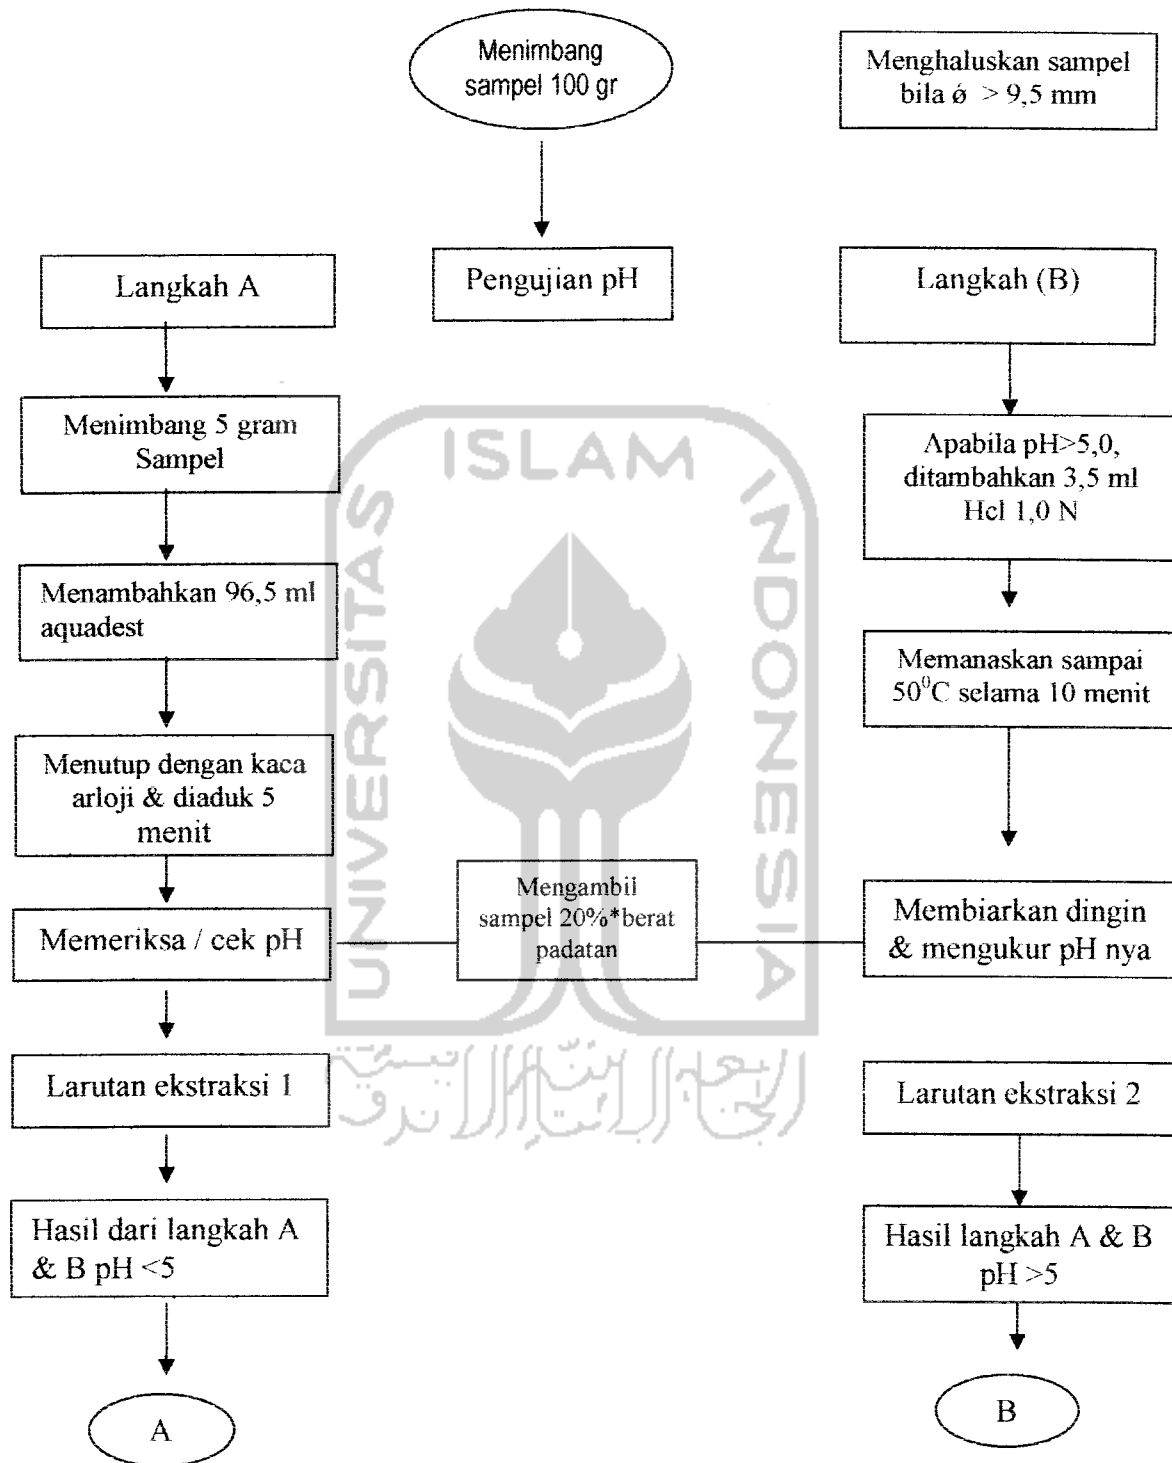 Menimbang
sampel 100 gr
Menghaluskan sampel
bila ǿ > 9,5 mm
Langkah A
Pengujian pH
Langkah (B)
Menimbang 5 gram
Sampel
Apabila pH>5,0,
ditambahkan 3,5 ml
Hcl 1,0 N
Menambahkan 96,5 ml
aquadest
Memanaskan sampai
50⁰C selama 10 menit
Menutup dengan kaca
arloji & diaduk 5
menit
Memeriksa / cek pH
Mengambil
sampel 20%*berat
padatan
Membiarkan dingin
& mengukur pH nya
Larutan ekstraksi 1
Larutan ekstraksi 2
Hasil dari langkah A
& B pH <5
Hasil langkah A & B
pH >5
A
B
UNIVERSITAS
ISLAM
INDONESIA